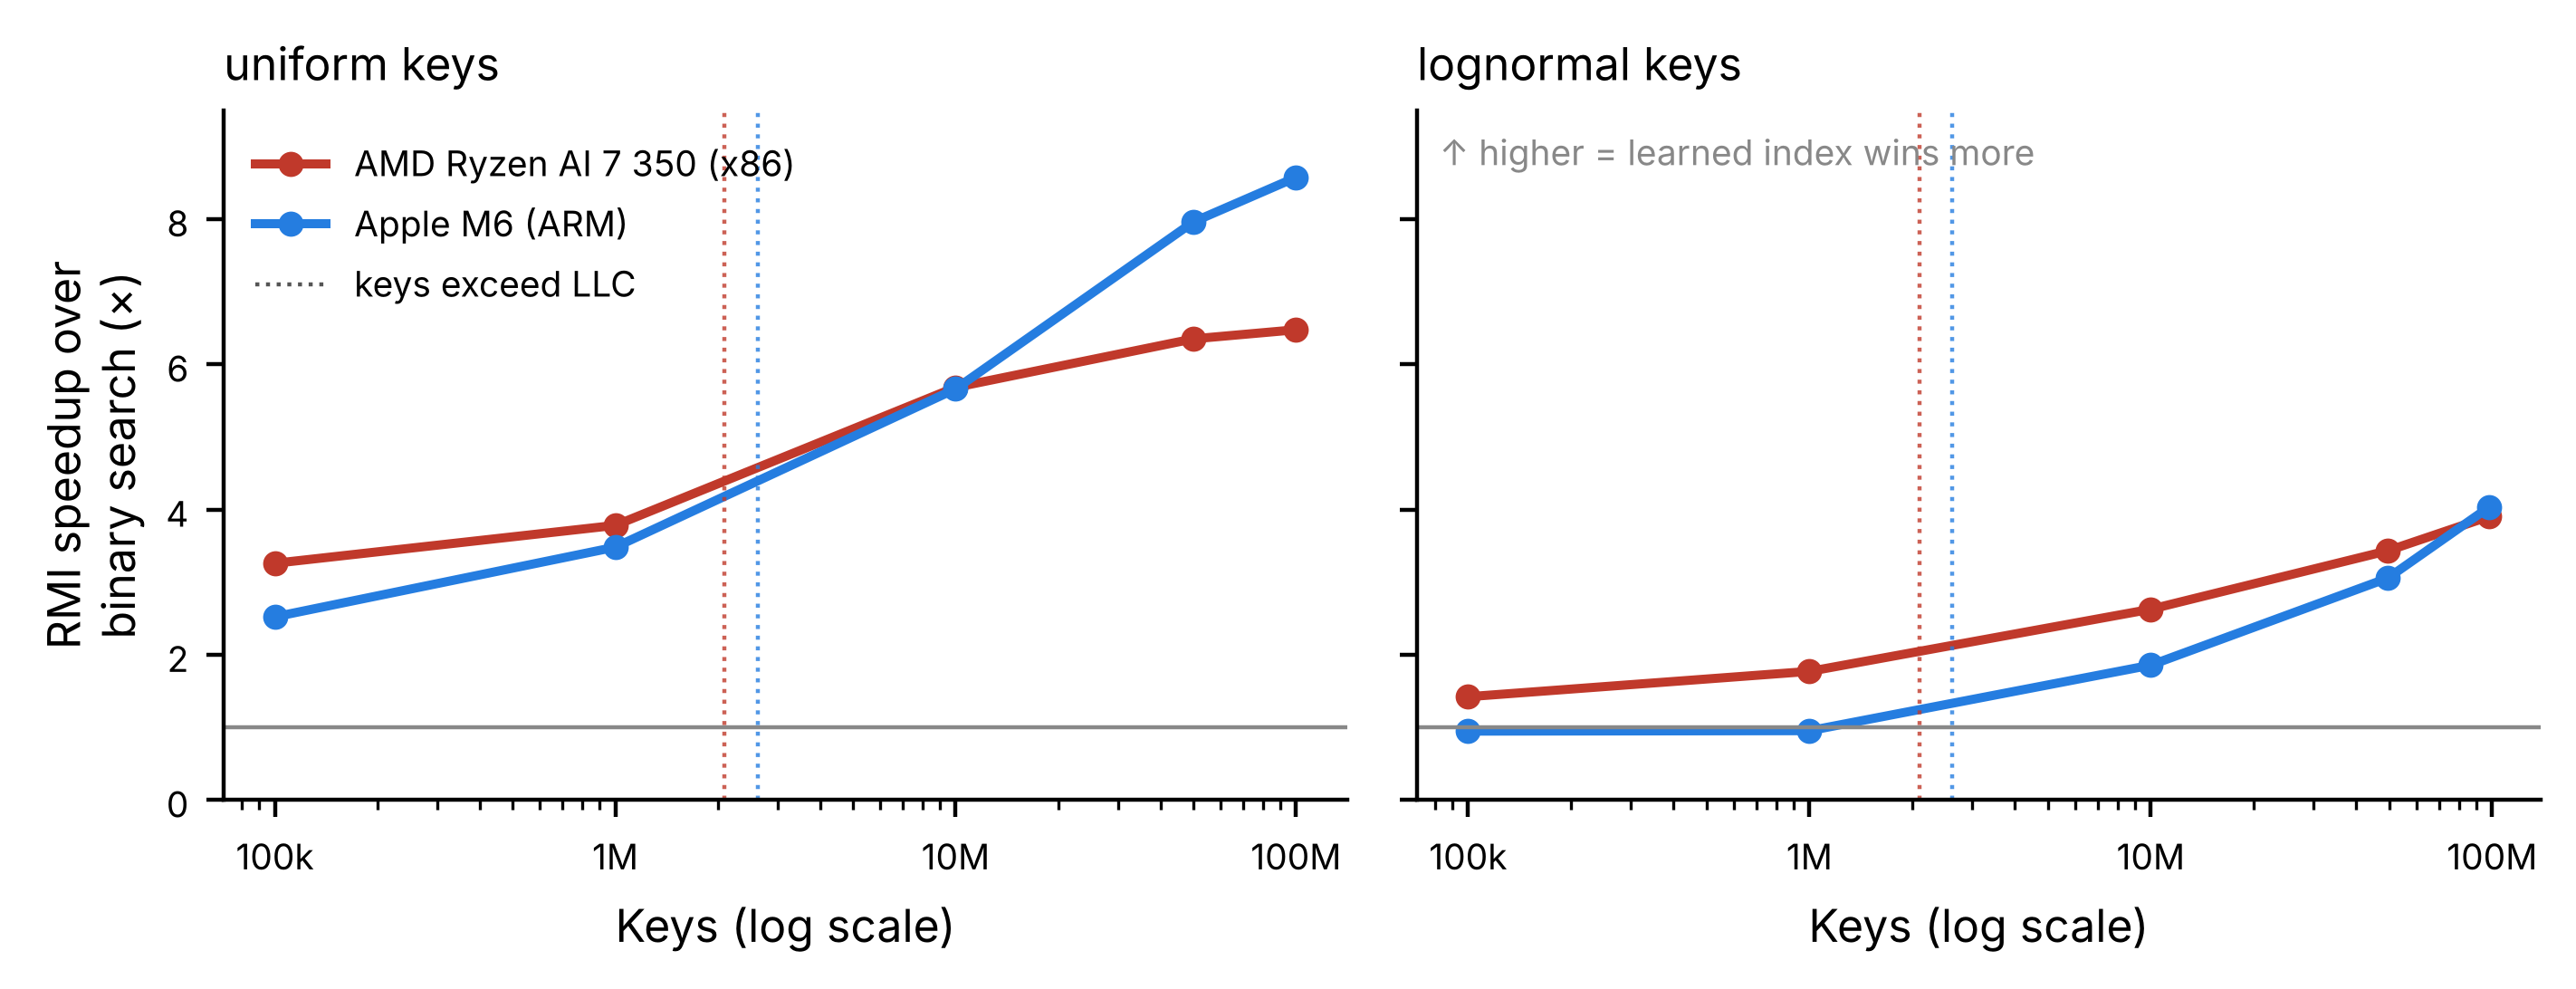 uniform keys
AMD Ryzen AI 7 350 (x86)
Apple M6 (ARM)
keys exceed LLC
RMI speedup over
binary search (×)
8
6
4
2
0
100k
1M
10M
100M
Keys (log scale)
lognormal keys
↑ higher = learned index wins more
100k
1M
10M
100M
Keys (log scale)